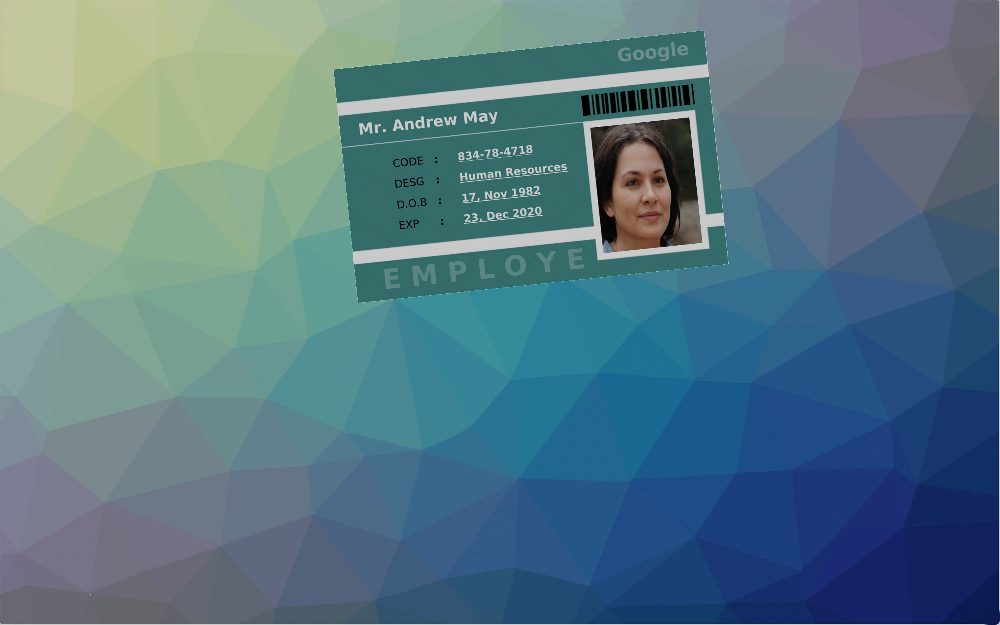 Google
Mr. Andrew May
CODE : 834-78-4718
DESG : Human Resources
D.O.B : 17, Nov 1982
EXP : 23, Dec 2020
EMPLOYE